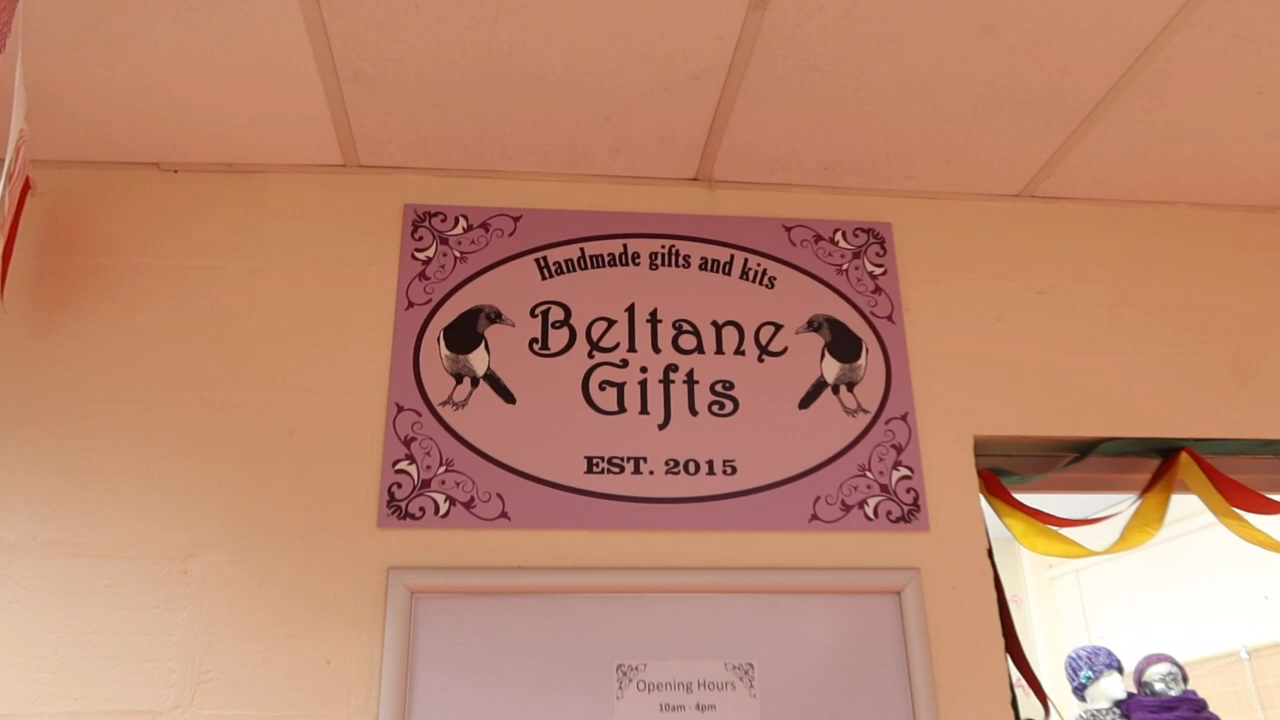 Handmade gifts and kits
Beltane
Gifts
EST. 2015
Opening Hours
10am - 4pm